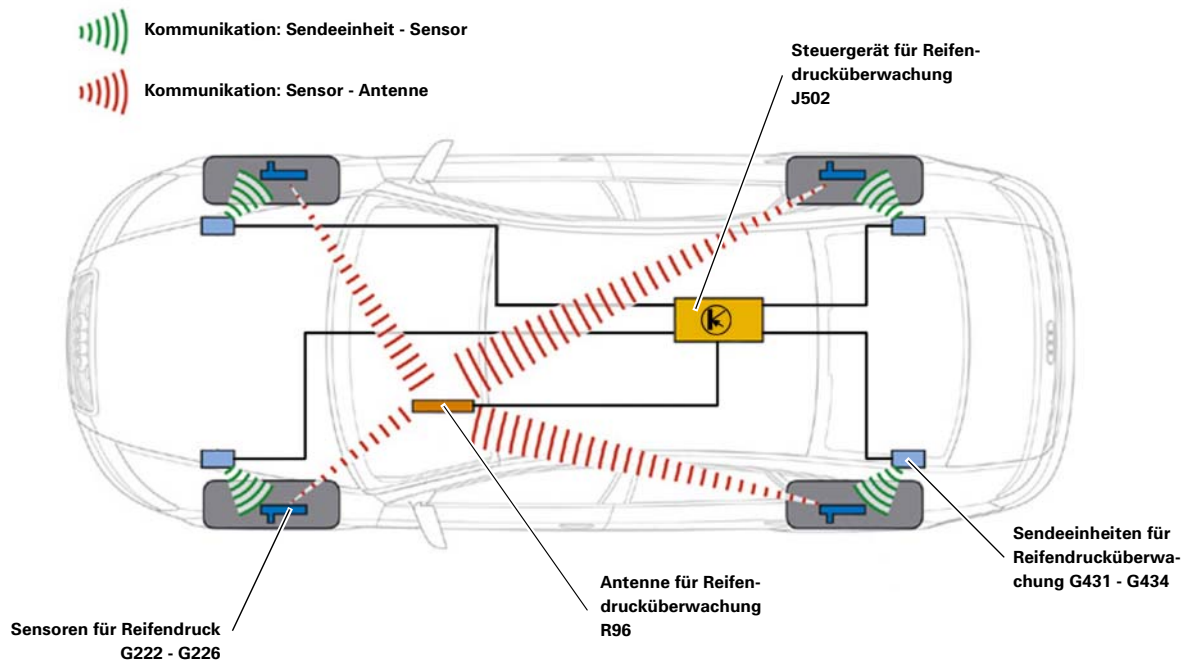 Kommunikation: Sendeeinheit - Sensor
Kommunikation: Sensor - Antenne
Steuergerät für Reifen-
drucküberwachung
J502
Sendeeinheiten für
Reifendrucküberwa-
chung G431 - G434
Antenne für Reifen-
drucküberwachung
R96
Sensoren für Reifendruck
G222 - G226